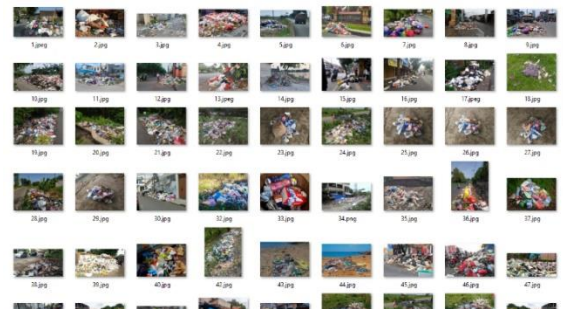 1.jpeg 2.jpg 3.jpg 4.jpg 5.jpg 6.jpg 7.jpg 8.jpg 9.jpg
10.jpg 11.jpg 12.jpg 13.jpeg 14.jpg 15.jpg 16.jpg 17.jpeg 18.jpg
19.jpg 20.jpg 21.jpg 22.jpg 23.jpg 24.jpg 25.jpg 26.jpg 27.jpg
28.jpg 29.jpg 30.jpg 32.jpg 33.jpg 34.png 35.jpg 36.jpg 37.jpg
38.jpg 39.jpg 40.jpg 42.jpg 43.jpg 44.jpg 45.jpg 46.jpg 47.jpg